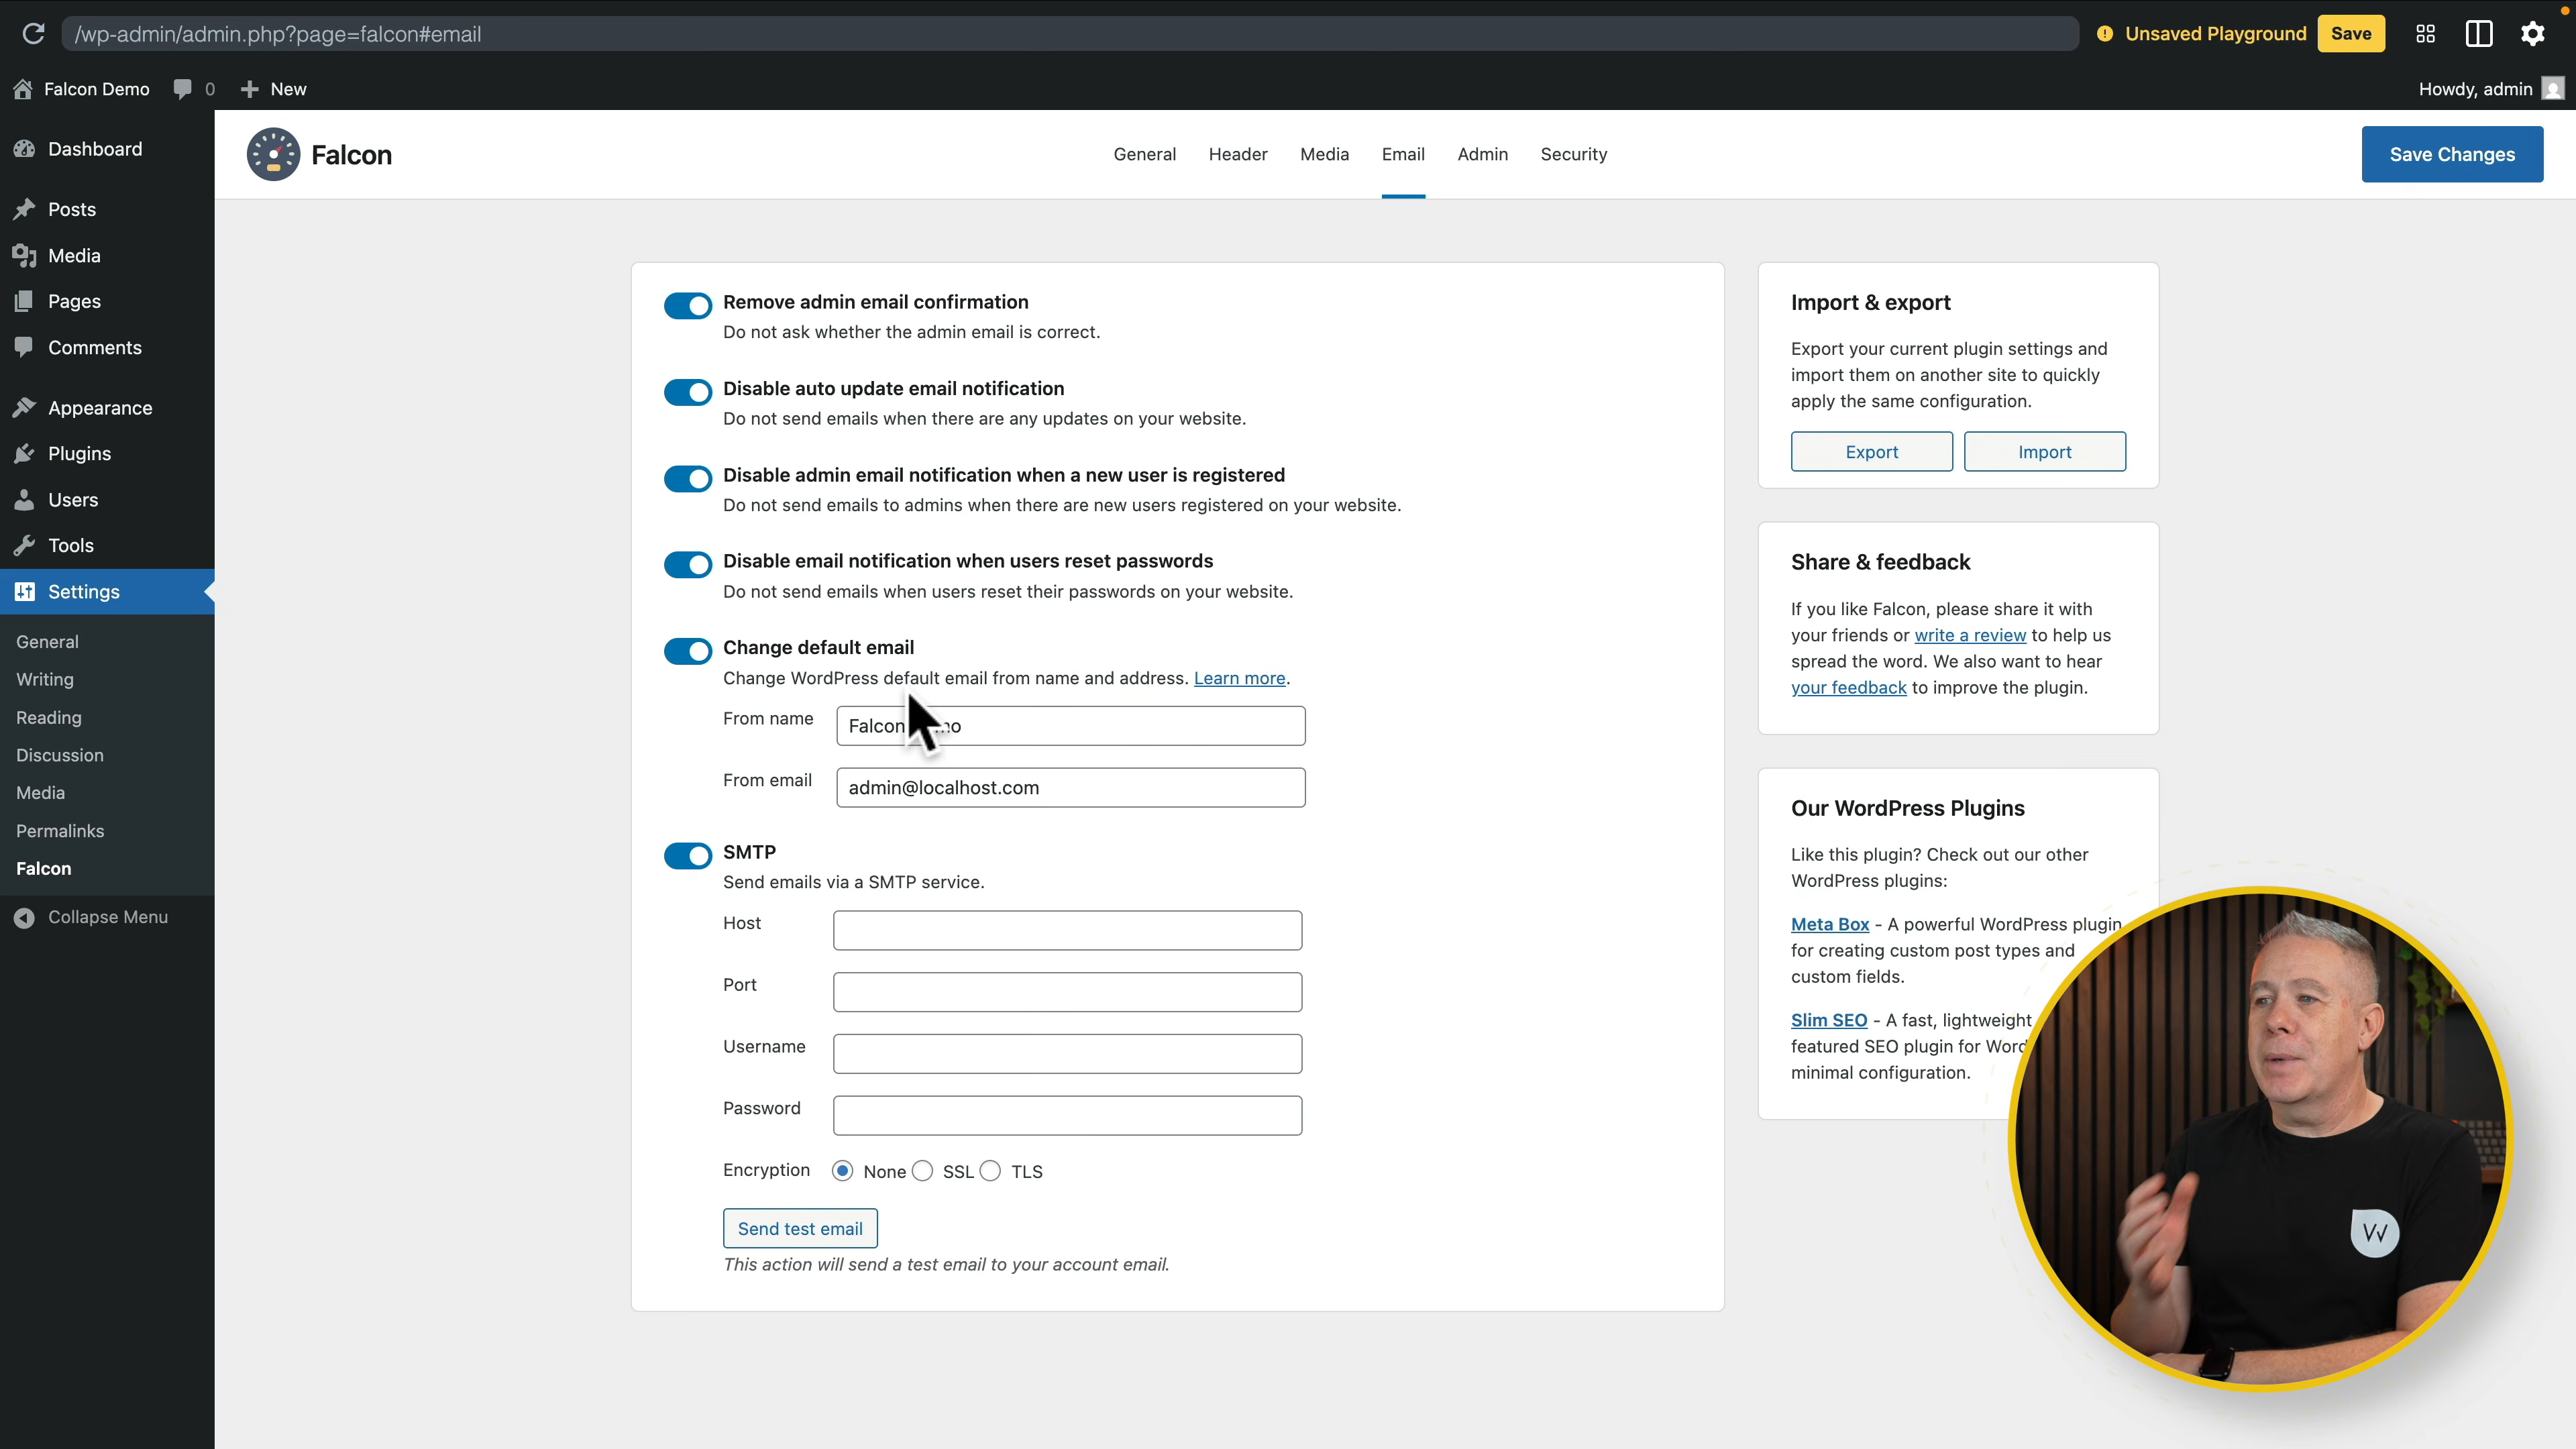 /wp-admin/admin.php?page=falcon#email
Unsaved Playground
Save
Falcon Demo
0
New
Howdy, admin
Dashboard
Posts
Media
Pages
Comments
Appearance
Plugins
Users
Tools
Settings
General
Writing
Reading
Discussion
Media
Permalinks
Falcon
Collapse Menu
Falcon
General
Header
Media
Email
Admin
Security
Save Changes
Remove admin email confirmation
Do not ask whether the admin email is correct.
Disable auto update email notification
Do not send emails when there are any updates on your website.
Disable admin email notification when a new user is registered
Do not send emails to admins when there are new users registered on your website.
Disable email notification when users reset passwords
Do not send emails when users reset their passwords on your website.
Change default email
Change WordPress default email from name and address. Learn more.
From name
Falcon
From email
admin@localhost.com
SMTP
Send emails via a SMTP service.
Host
Port
Username
Password
Encryption
None
SSL
TLS
Send test email
This action will send a test email to your account email.
Import & export
Export your current plugin settings and
import them on another site to quickly
apply the same configuration.
Export
Import
Share & feedback
If you like Falcon, please share it with
your friends or write a review to help us
spread the word. We also want to hear
your feedback to improve the plugin.
Our WordPress Plugins
Like this plugin? Check out our other
WordPress plugins:
Meta Box - A powerful WordPress plugin
for creating custom post types and
custom fields.
Slim SEO - A fast, lightweight
featured SEO plugin for
minimal configuration.
W